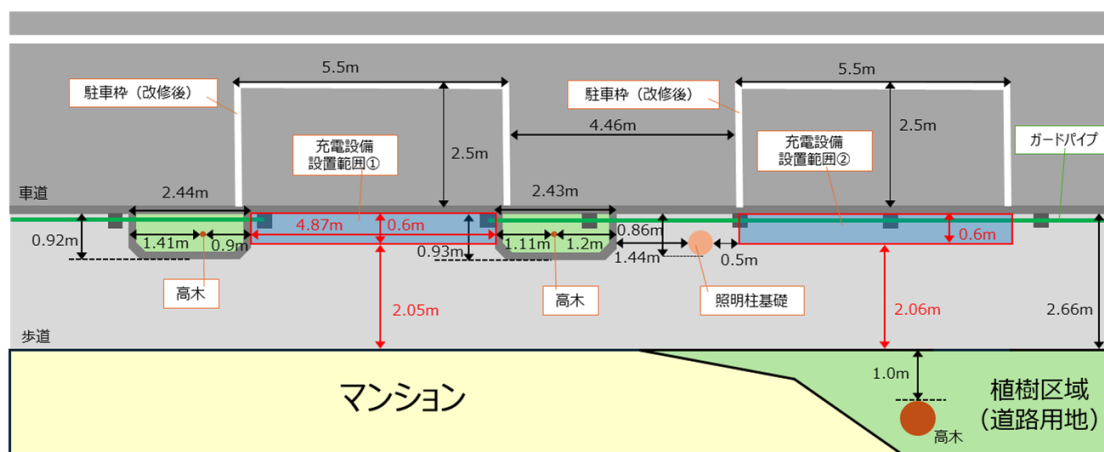 5.5m
5.5m
駐車枠（改修後）
駐車枠（改修後）
4.46m
充電設備
設置範囲①
2.5m
充電設備
設置範囲②
2.5m
ガードパイプ
車道
2.44m
2.43m
0.92m
1.41m
0.9m
4.87m
0.6m
0.93m
1.11m
1.2m
0.86m
1.44m
0.5m
0.6m
高木
高木
照明柱基礎
2.05m
2.06m
2.66m
歩道
マンション
1.0m
植樹区域
（道路用地）
高木